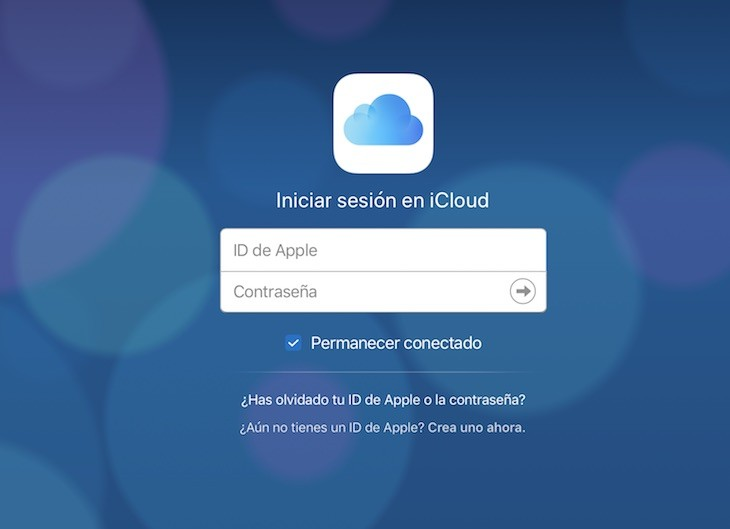 Iniciar sesión en iCloud
ID de Apple
Contraseña
Permanecer conectado
¿Has olvidado tu ID de Apple o la contraseña?
¿Aún no tienes un ID de Apple? Crea uno ahora.